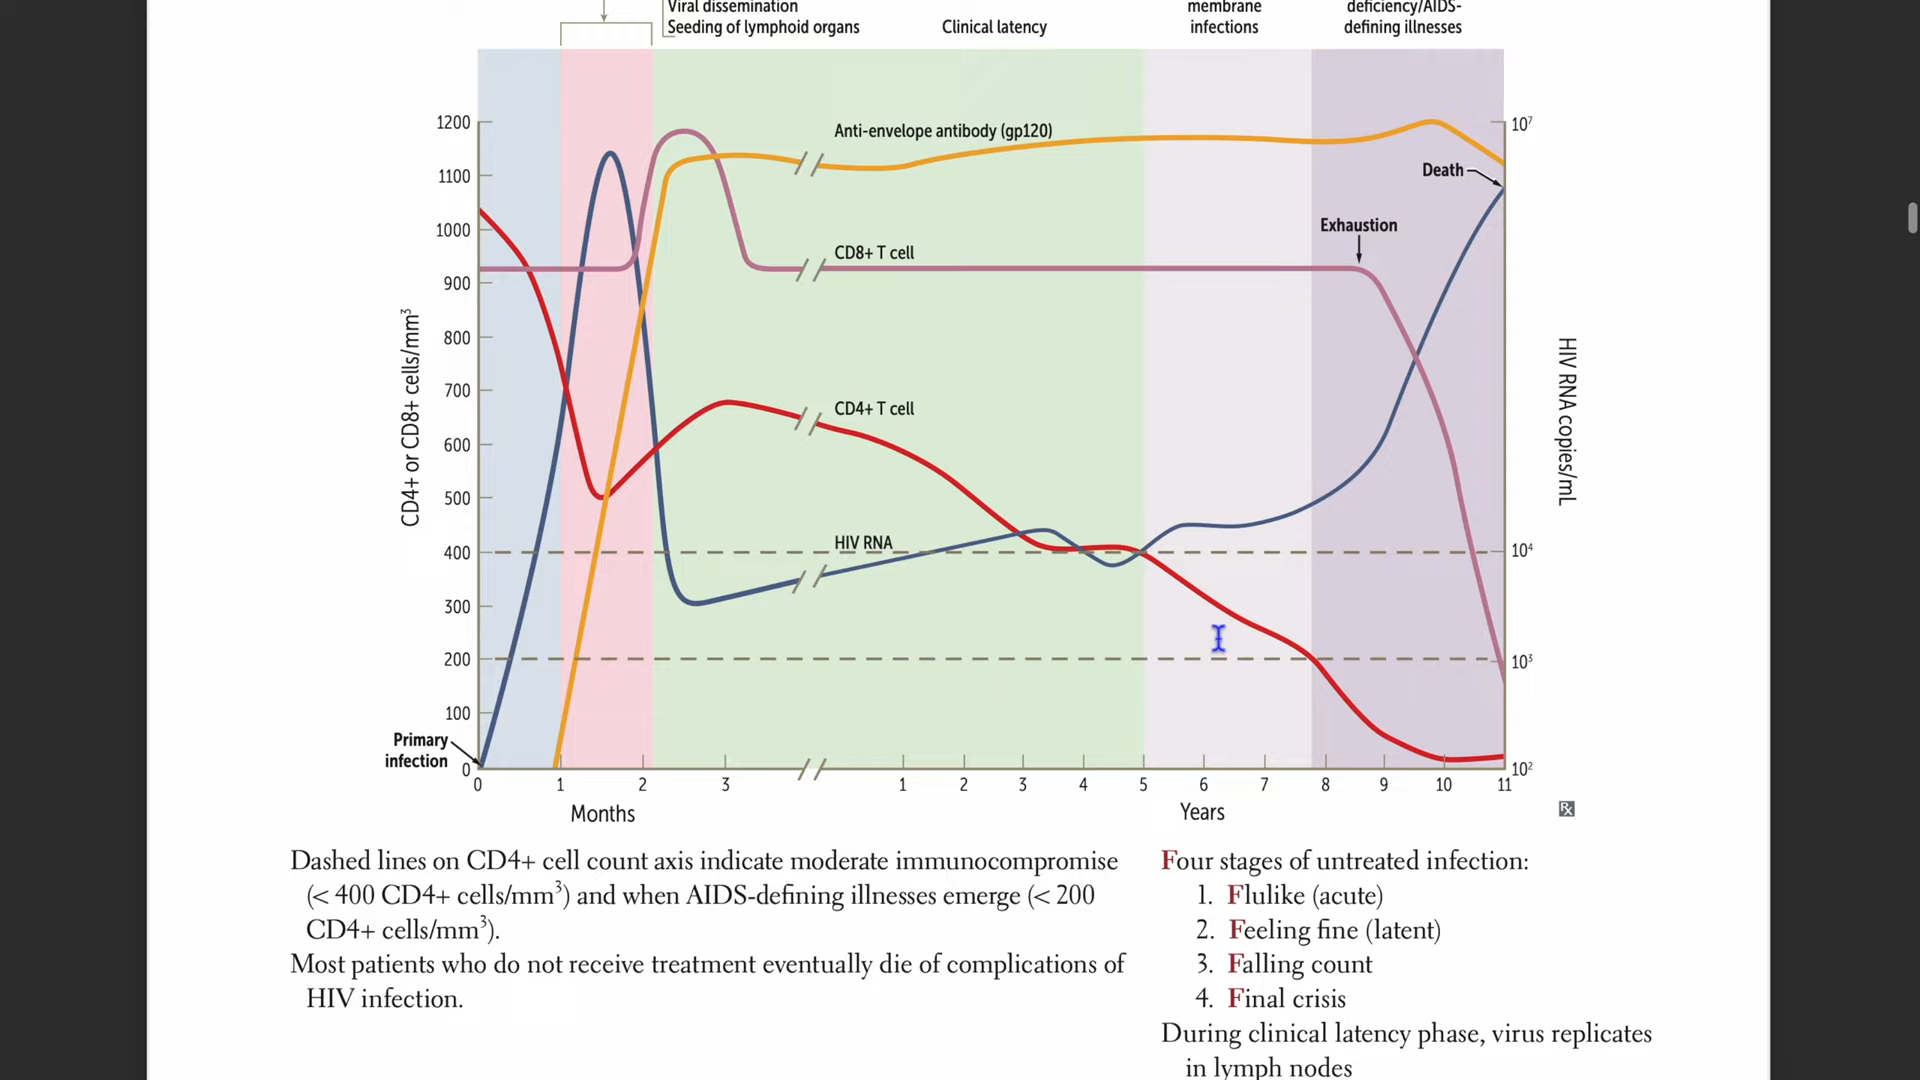 Viral dissemination
Seeding of lymphoid organs
Clinical latency
membrane
infections
deficiency/AIDS-
defining illnesses
1200
1100
1000
900
800
700
600
500
400
300
200
100
0
CD4+ or CD8+ cells/mm³
Anti-envelope antibody (gp120)
CD8+ T cell
CD4+ T cell
HIV RNA
Death
Exhaustion
Primary
infection
10⁷
10⁴
10³
10²
HIV RNA copies/mL
0 1 2 3 1 2 3 4 5 6 7 8 9 10 11
Months
Years
Rx
Dashed lines on CD4+ cell count axis indicate moderate immunocompromise
(< 400 CD4+ cells/mm³) and when AIDS-defining illnesses emerge (< 200
CD4+ cells/mm³).
Most patients who do not receive treatment eventually die of complications of
HIV infection.
Four stages of untreated infection:
1. Flulike (acute)
2. Feeling fine (latent)
3. Falling count
4. Final crisis
During clinical latency phase, virus replicates
in lymph nodes